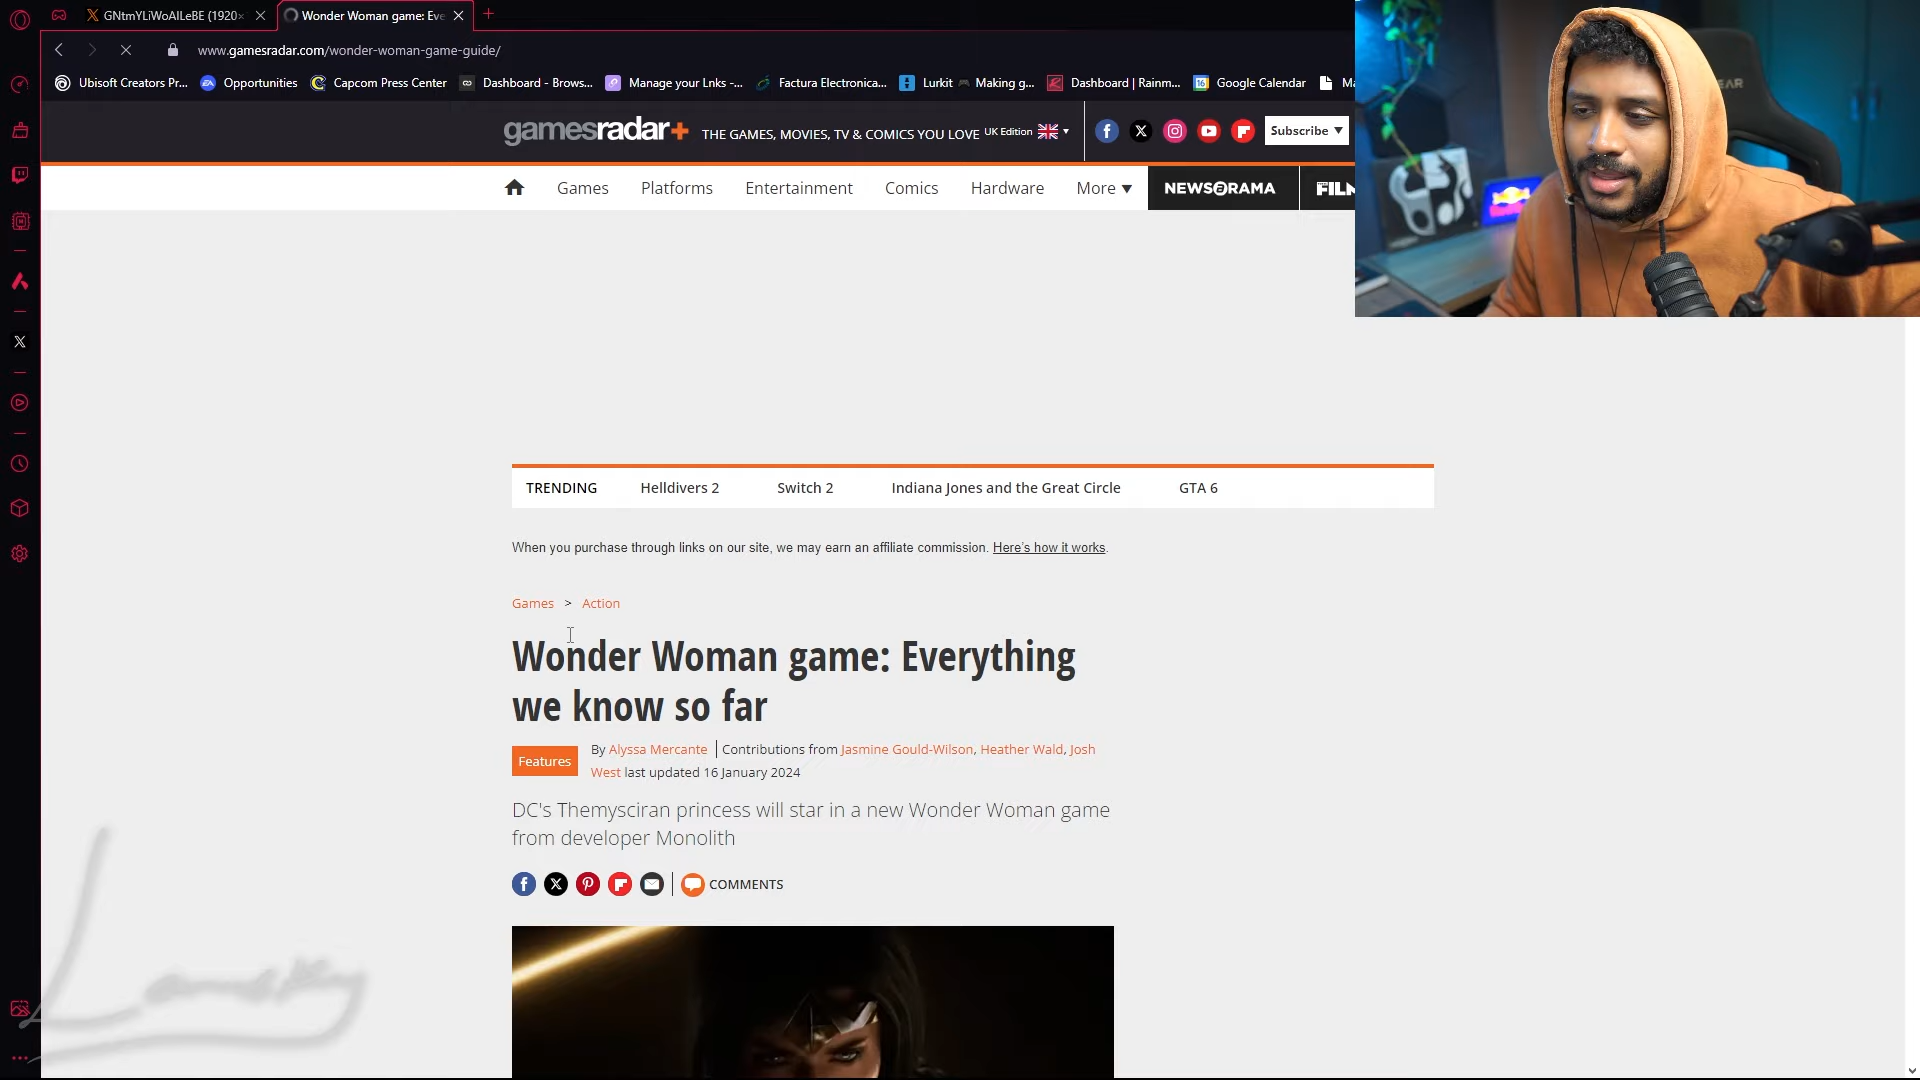 GNtmYLiWoAILeBE (1920×
Wonder Woman game: Eve
www.gamesradar.com/wonder-woman-game-guide/
Ubisoft Creators Pr... Opportunities Capcom Press Center Dashboard - Brows... Manage your Lnks -... Factura Electronica... Lurkit Making g... Dashboard | Rainm... Google Calendar Ma
gamesradar+ THE GAMES, MOVIES, TV & COMICS YOU LOVE UK Edition Subscribe ▼
Games Platforms Entertainment Comics Hardware More ▼ NEWSARAMA FILM
TRENDING Helldivers 2 Switch 2 Indiana Jones and the Great Circle GTA 6
When you purchase through links on our site, we may earn an affiliate commission. Here's how it works.
Games > Action
Wonder Woman game: Everything
we know so far
Features
By Alyssa Mercante | Contributions from Jasmine Gould-Wilson, Heather Wald, Josh
West last updated 16 January 2024
DC's Themysciran princess will star in a new Wonder Woman game
from developer Monolith
COMMENTS